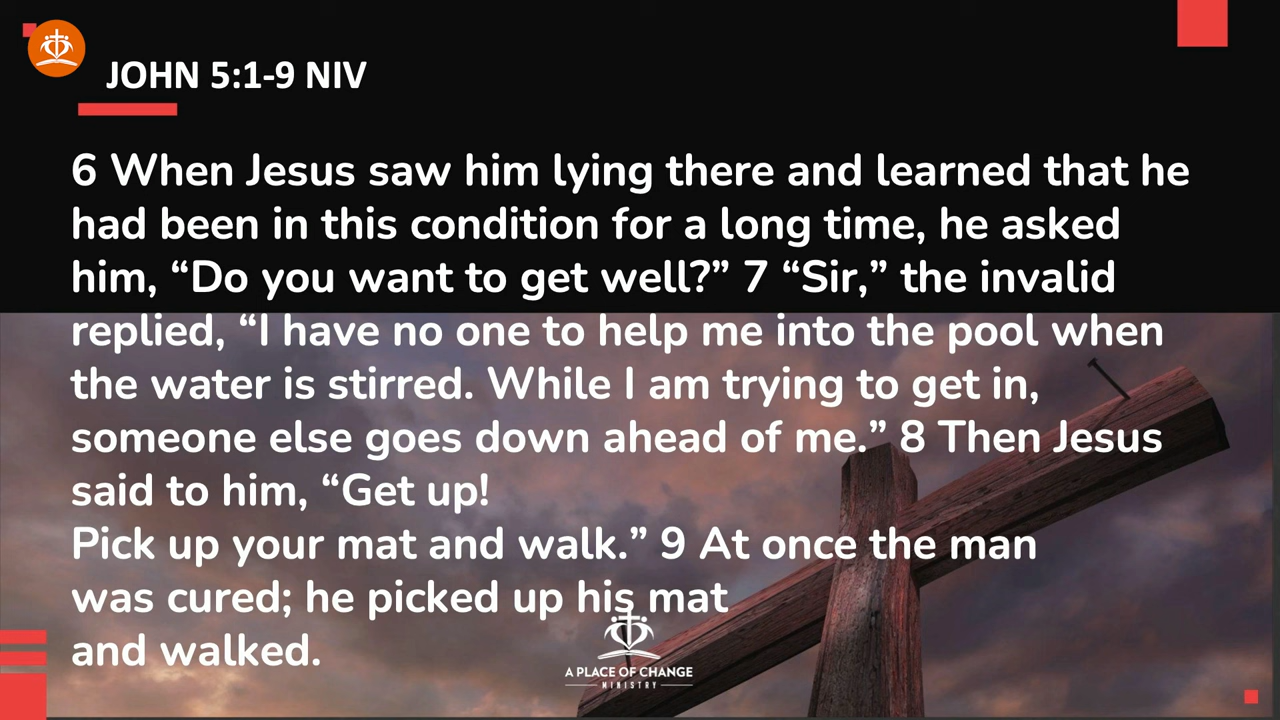 JOHN 5:1-9 NIV
6 When Jesus saw him lying there and learned that he
had been in this condition for a long time, he asked
him, “Do you want to get well?” 7 “Sir,” the invalid
replied, “I have no one to help me into the pool when
the water is stirred. While I am trying to get in,
someone else goes down ahead of me.” 8 Then Jesus
said to him, “Get up!
Pick up your mat and walk.” 9 At once the man
was cured; he picked up his mat
and walked.
A PLACE OF CHANGE
MINISTRY